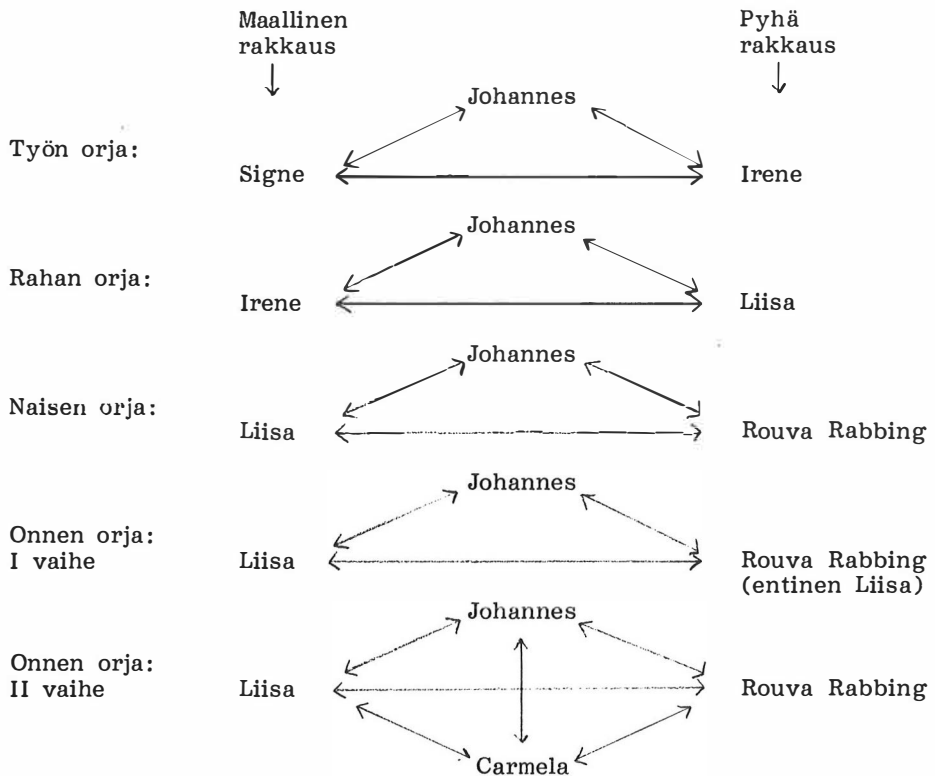 Maallinen rakkaus
Pyhä rakkaus
Johannes
Työn orja:
Signe
Irene
Johannes
Rahan orja:
Irene
Liisa
Johannes
Naisen orja:
Liisa
Rouva Rabbing
Johannes
Onnen orja:
I vaihe
Liisa
Rouva Rabbing
(entinen Liisa)
Johannes
Onnen orja:
II vaihe
Liisa
Rouva Rabbing
Carmela